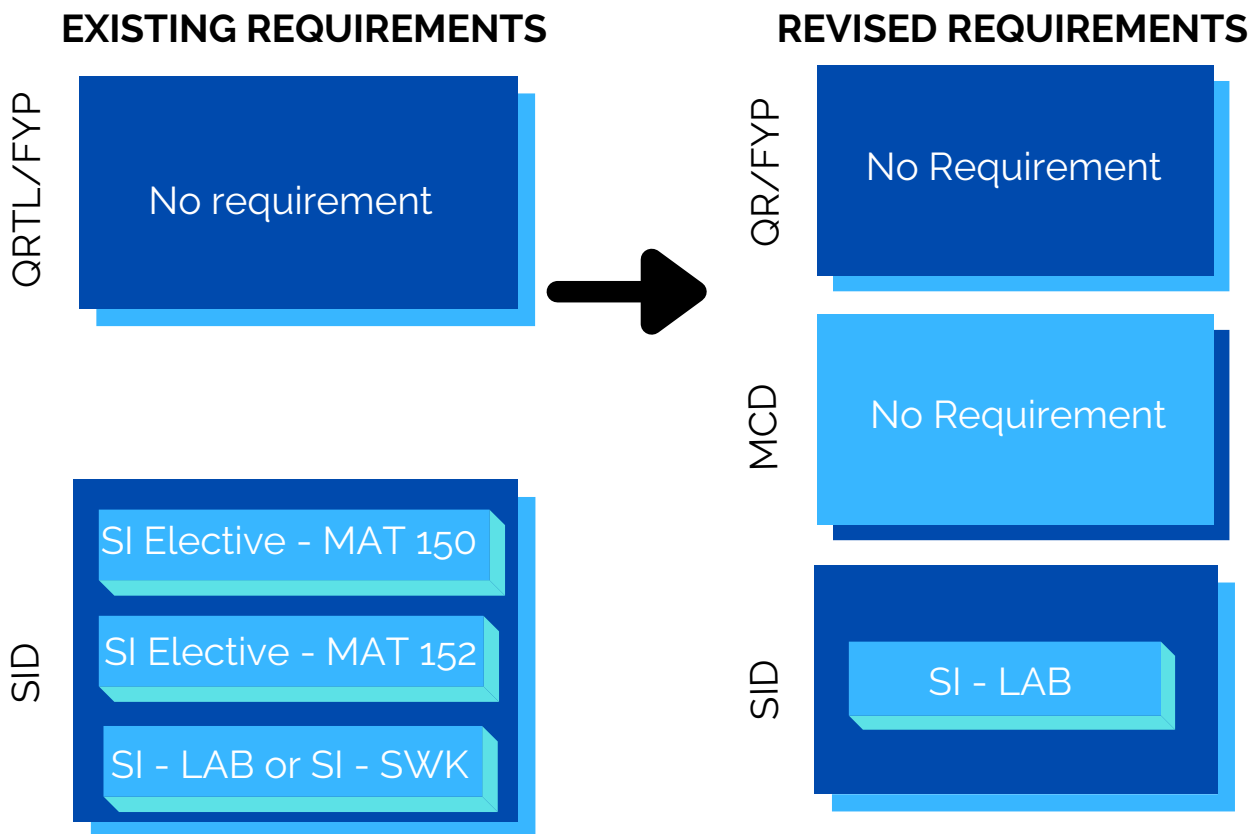 EXISTING REQUIREMENTS
QRTL/FYP
No requirement
SID
SI Elective - MAT 150
SI Elective - MAT 152
SI - LAB or SI - SWK
REVISED REQUIREMENTS
QR/FYP
No Requirement
MCD
No Requirement
SID
SI - LAB